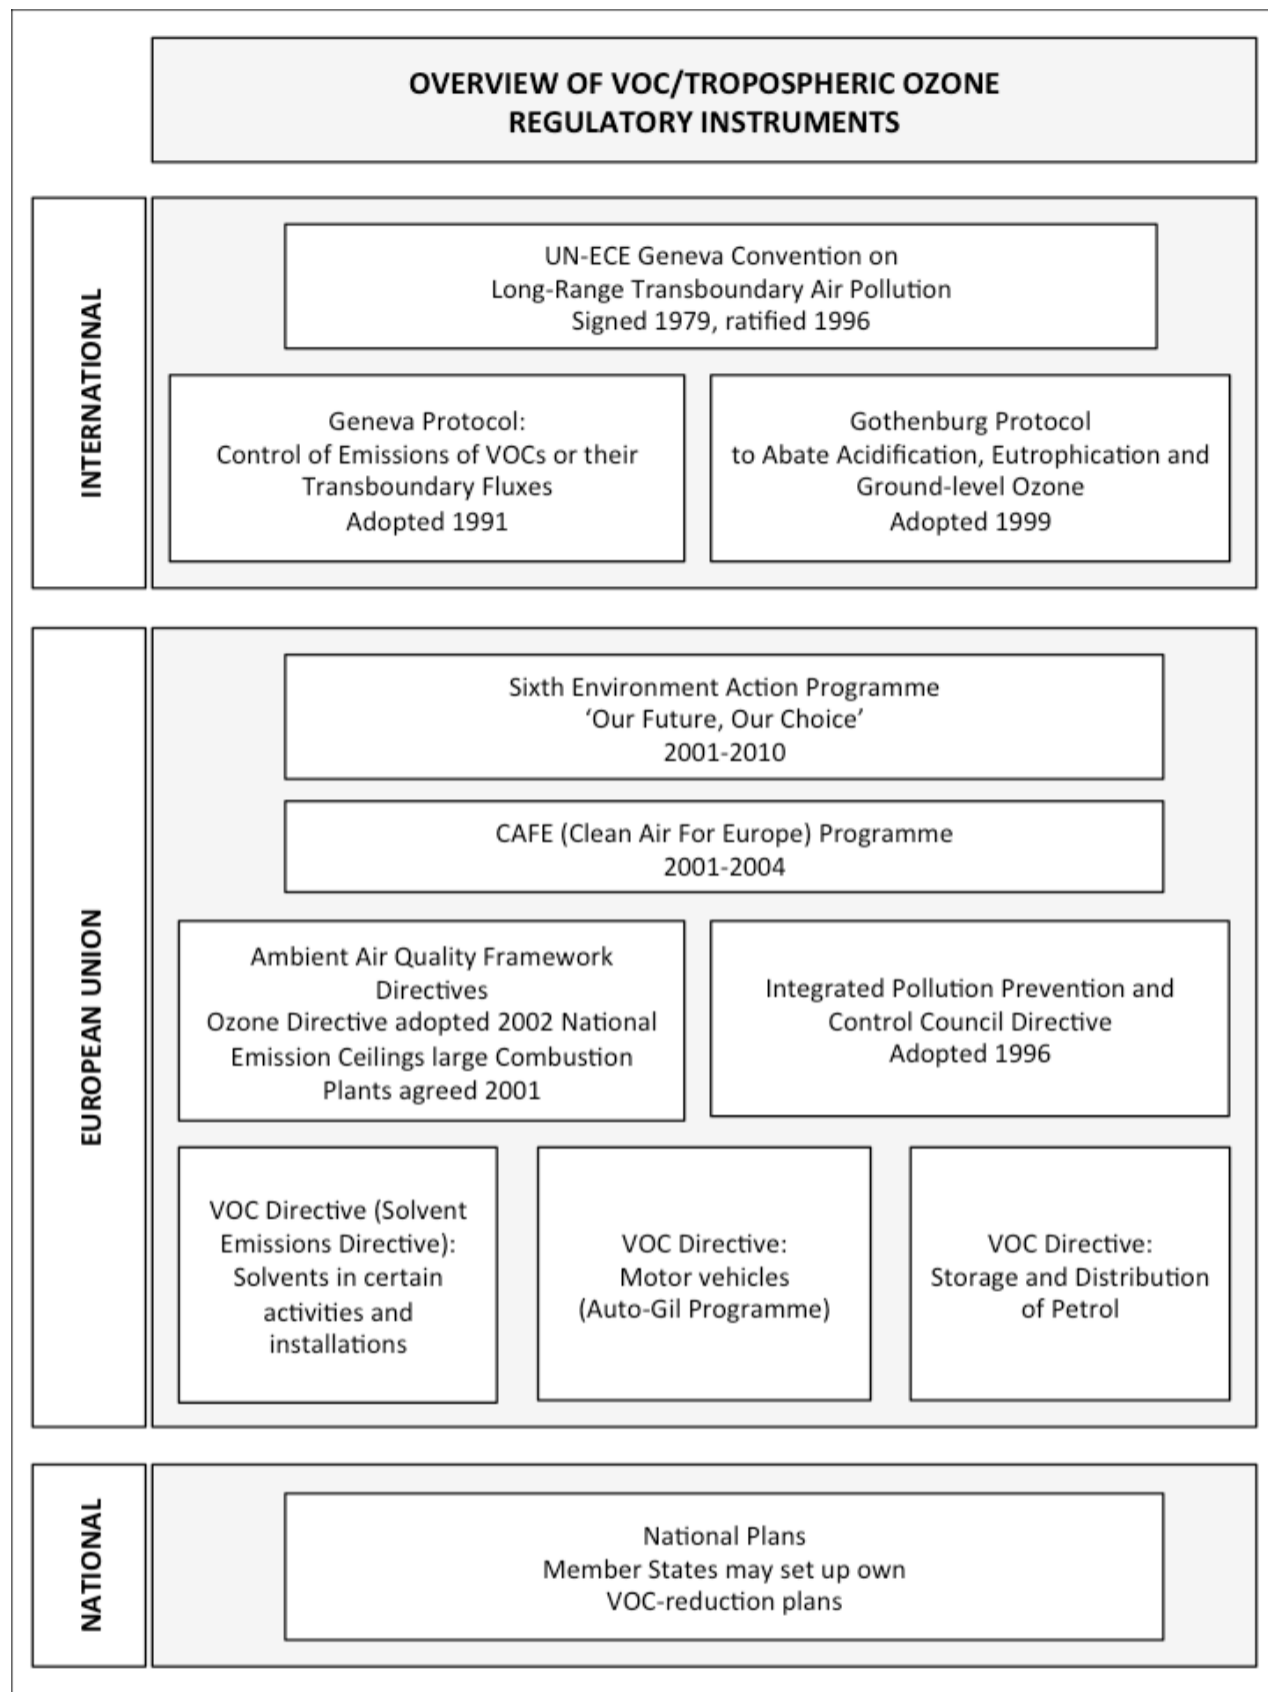 OVERVIEW OF VOC/TROPOSPHERIC OZONE
REGULATORY INSTRUMENTS
INTERNATIONAL
UN-ECE Geneva Convention on
Long-Range Transboundary Air Pollution
Signed 1979, ratified 1996
Geneva Protocol:
Control of Emissions of VOCs or their
Transboundary Fluxes
Adopted 1991
Gothenburg Protocol
to Abate Acidification, Eutrophication and
Ground-level Ozone
Adopted 1999
EUROPEAN UNION
Sixth Environment Action Programme
‘Our Future, Our Choice’
2001-2010
CAFE (Clean Air For Europe) Programme
2001-2004
Ambient Air Quality Framework
Directives
Ozone Directive adopted 2002 National
Emission Ceilings large Combustion
Plants agreed 2001
Integrated Pollution Prevention and
Control Council Directive
Adopted 1996
VOC Directive (Solvent
Emissions Directive):
Solvents in certain
activities and
installations
VOC Directive:
Motor vehicles
(Auto-Gil Programme)
VOC Directive:
Storage and Distribution
of Petrol
NATIONAL
National Plans
Member States may set up own
VOC-reduction plans